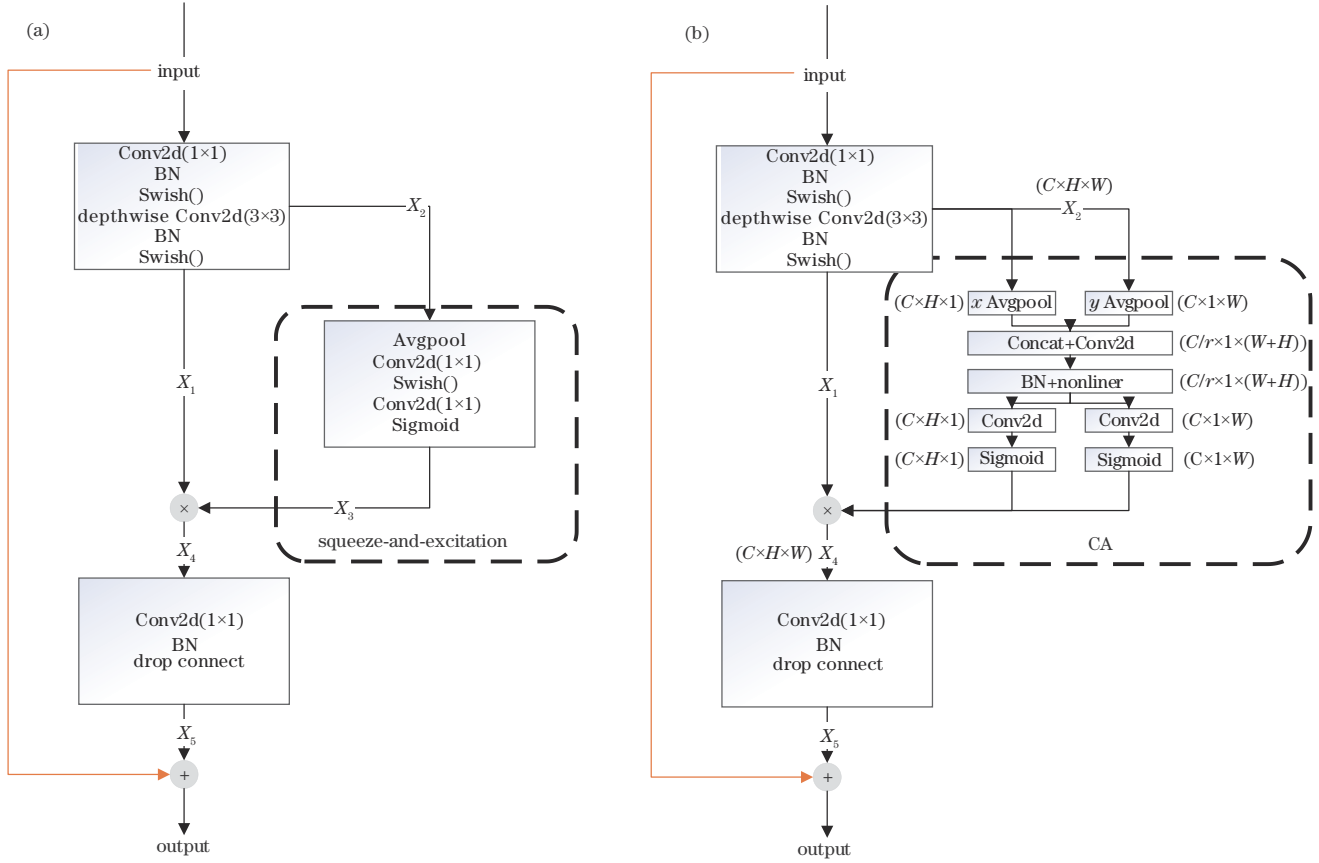 (a)
input
Conv2d(1×1)
BN
Swish()
depthwise Conv2d(3×3)
BN
Swish()
X₂
Avgpool
Conv2d(1×1)
Swish()
Conv2d(1×1)
Sigmoid
X₁
×
X₃
squeeze-and-excitation
X₄
Conv2d(1×1)
BN
drop connect
X₅
+
output
(b)
input
Conv2d(1×1)
BN
Swish()
depthwise Conv2d(3×3)
BN
Swish()
(C×H×W)
X₂
(C×H×1) x Avgpool y Avgpool (C×1×W)
Concat+Conv2d (C/r×1×(W+H))
BN+nonliner (C/r×1×(W+H))
X₁
(C×H×1) Conv2d Conv2d (C×1×W)
(C×H×1) Sigmoid Sigmoid (C×1×W)
×
CA
(C×H×W) X₄
Conv2d(1×1)
BN
drop connect
X₅
+
output